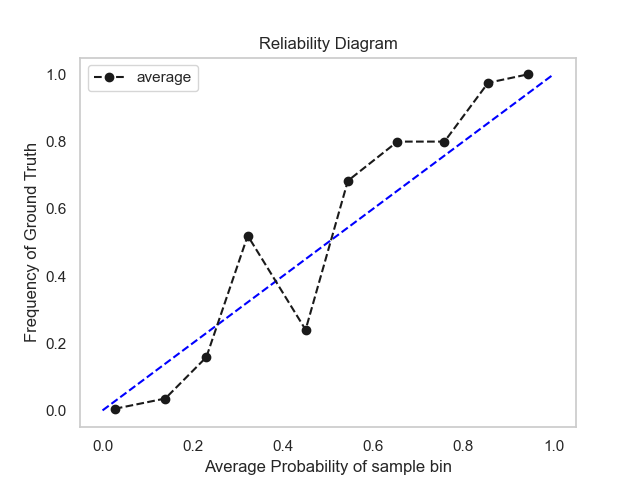 Reliability Diagram
average
Frequency of Ground Truth
1.0
0.8
0.6
0.4
0.2
0.0
0.0 0.2 0.4 0.6 0.8 1.0
Average Probability of sample bin